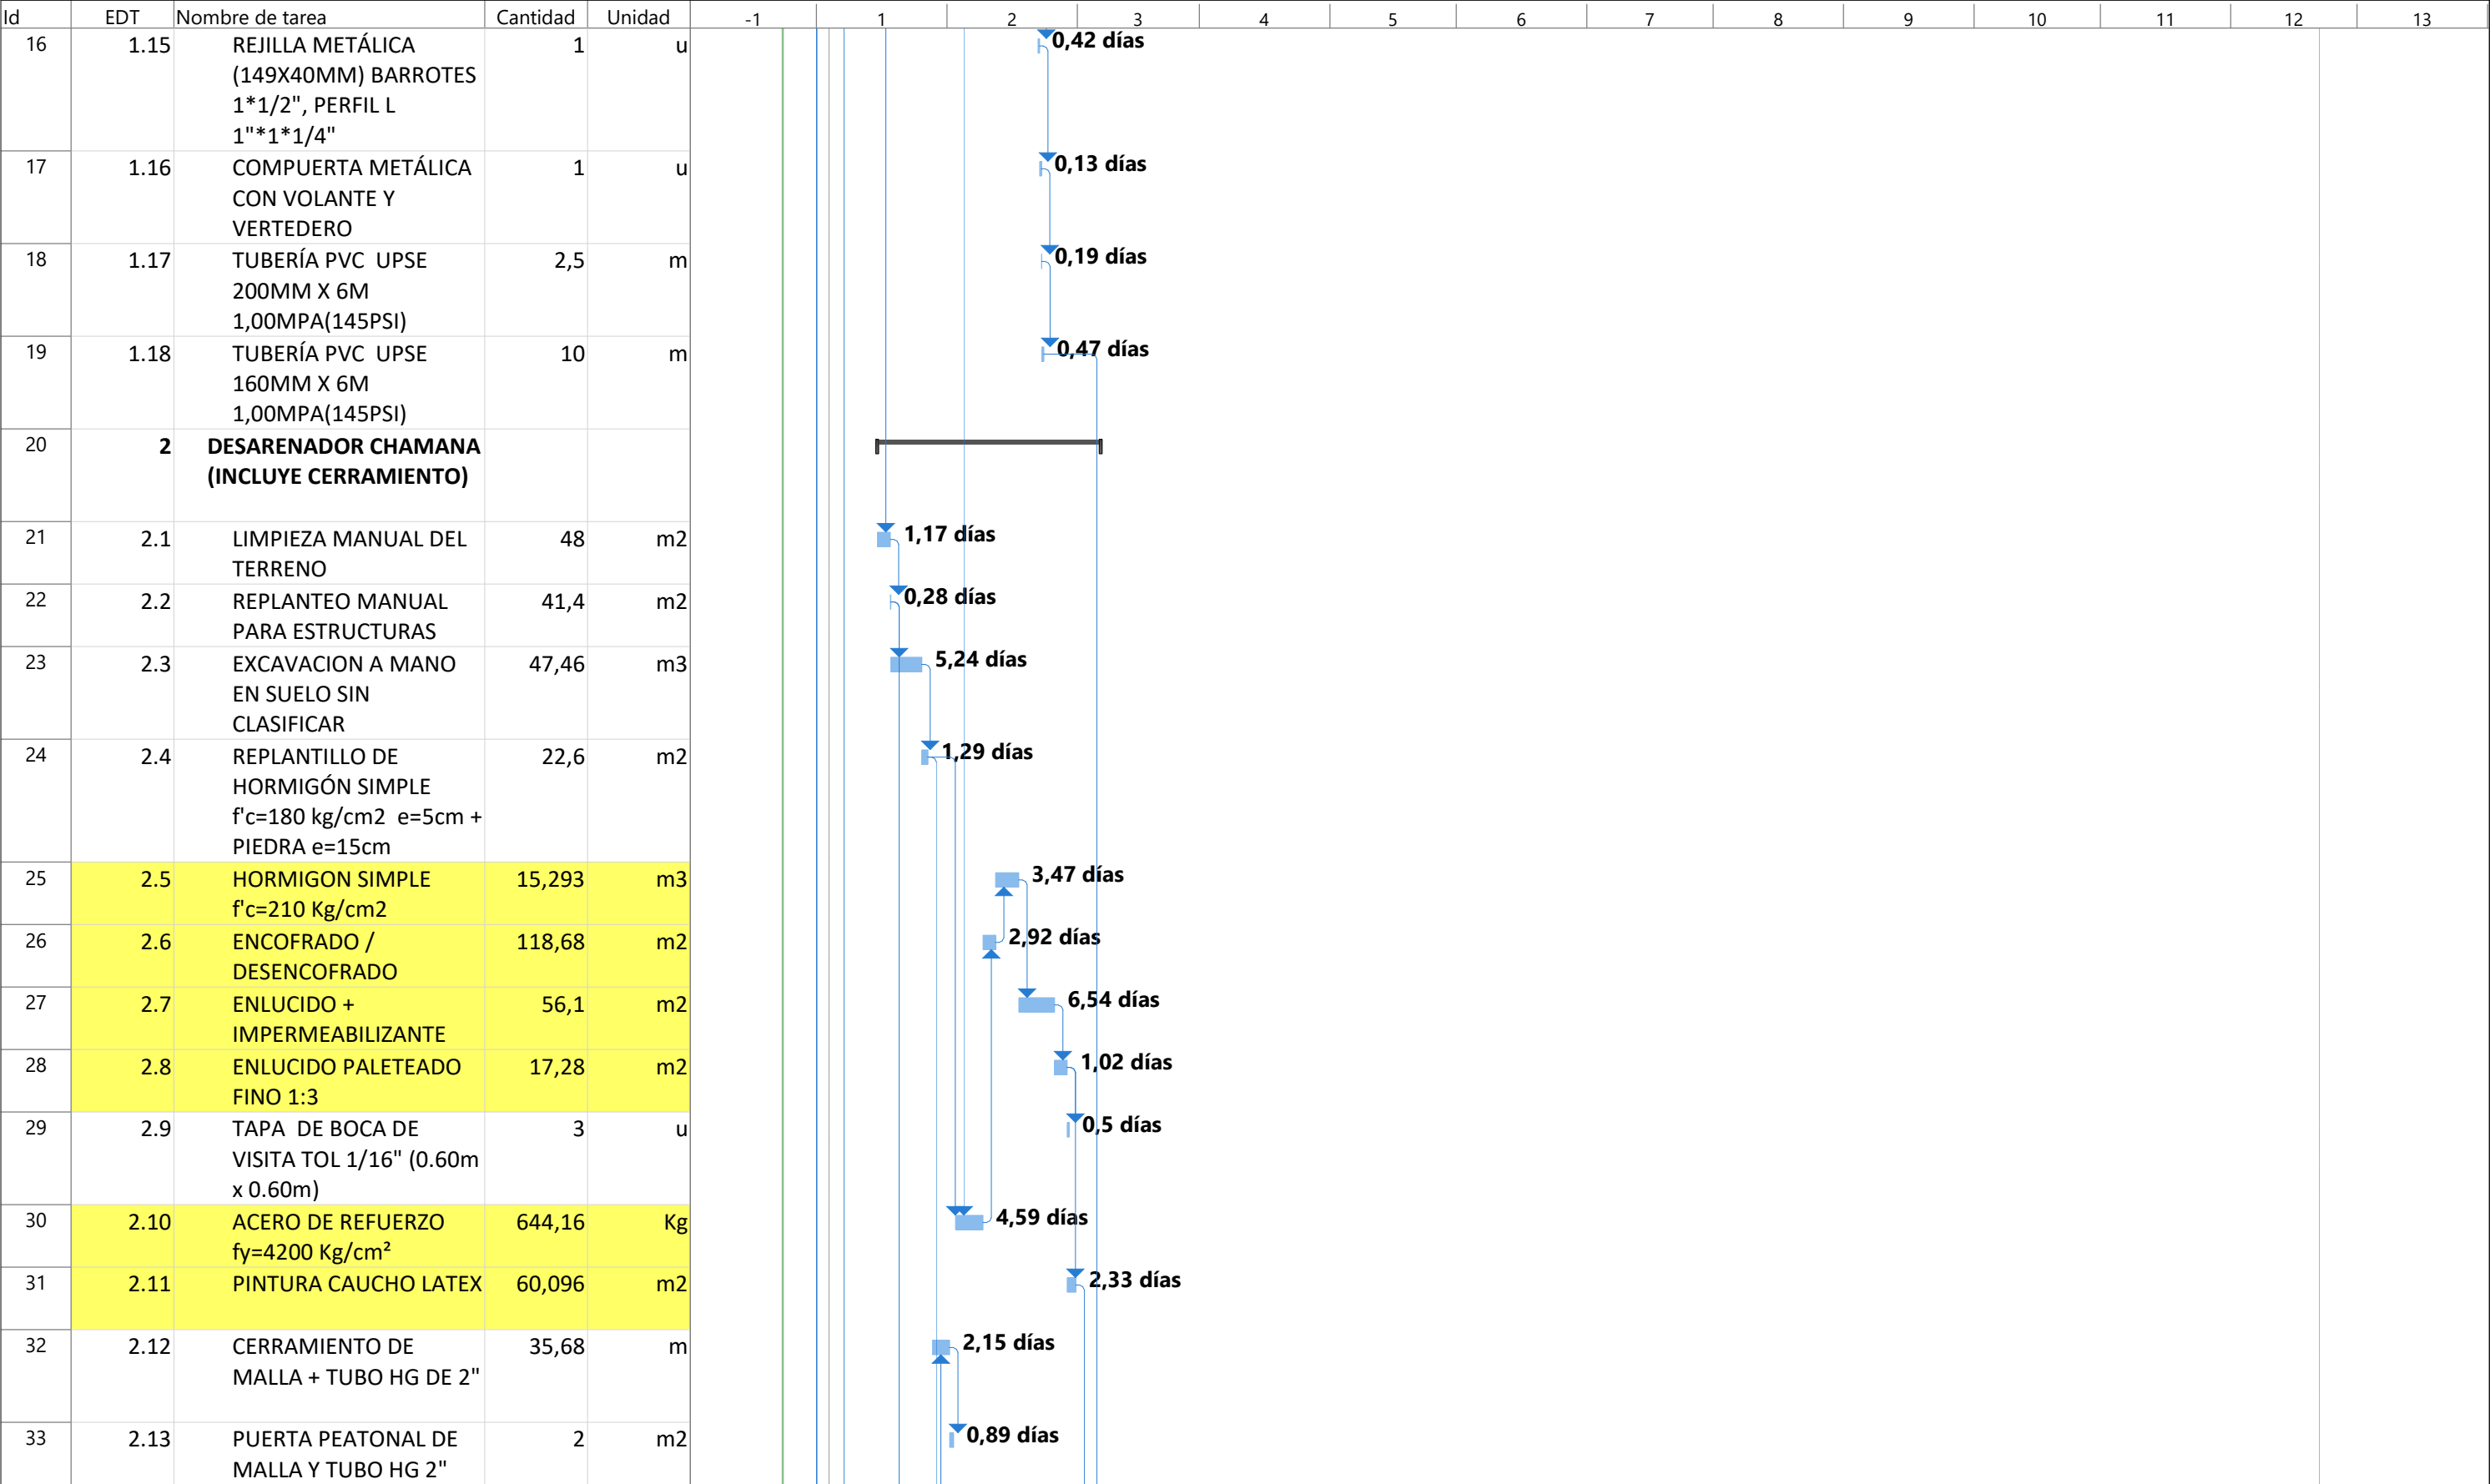 Id EDT Nombre de tarea Cantidad Unidad -1 1 2 3 4 5 6 7 8 9 10 11 12 13
16 1.15 REJILLA METÁLICA 1 u 0,42 días
(149X40MM) BARROTES
1*1/2", PERFIL L
1"*1*1/4"
17 1.16 COMPUERTA METÁLICA 1 u 0,13 días
CON VOLANTE Y
VERTEDERO
18 1.17 TUBERÍA PVC UPSE 2,5 m 0,19 días
200MM X 6M
1,00MPA(145PSI)
19 1.18 TUBERÍA PVC UPSE 10 m 0,47 días
160MM X 6M
1,00MPA(145PSI)
20 2 DESARENADOR CHAMANA
(INCLUYE CERRAMIENTO)
21 2.1 LIMPIEZA MANUAL DEL 48 m2 1,17 días
TERRENO
22 2.2 REPLANTEO MANUAL 41,4 m2 0,28 días
PARA ESTRUCTURAS
23 2.3 EXCAVACION A MANO 47,46 m3 5,24 días
EN SUELO SIN
CLASIFICAR
24 2.4 REPLANTILLO DE 22,6 m2 1,29 días
HORMIGÓN SIMPLE
f'c=180 kg/cm2 e=5cm +
PIEDRA e=15cm
25 2.5 HORMIGON SIMPLE 15,293 m3 3,47 días
f'c=210 Kg/cm2
26 2.6 ENCOFRADO / 118,68 m2 2,92 días
DESENCOFRADO
27 2.7 ENLUCIDO + 56,1 m2 6,54 días
IMPERMEABILIZANTE
28 2.8 ENLUCIDO PALETEADO 17,28 m2 1,02 días
FINO 1:3
29 2.9 TAPA DE BOCA DE 3 u 0,5 días
VISITA TOL 1/16" (0.60m
x 0.60m)
30 2.10 ACERO DE REFUERZO 644,16 Kg 4,59 días
fy=4200 Kg/cm²
31 2.11 PINTURA CAUCHO LATEX 60,096 m2 2,33 días
32 2.12 CERRAMIENTO DE 35,68 m 2,15 días
MALLA + TUBO HG DE 2"
33 2.13 PUERTA PEATONAL DE 2 m2 0,89 días
MALLA Y TUBO HG 2"